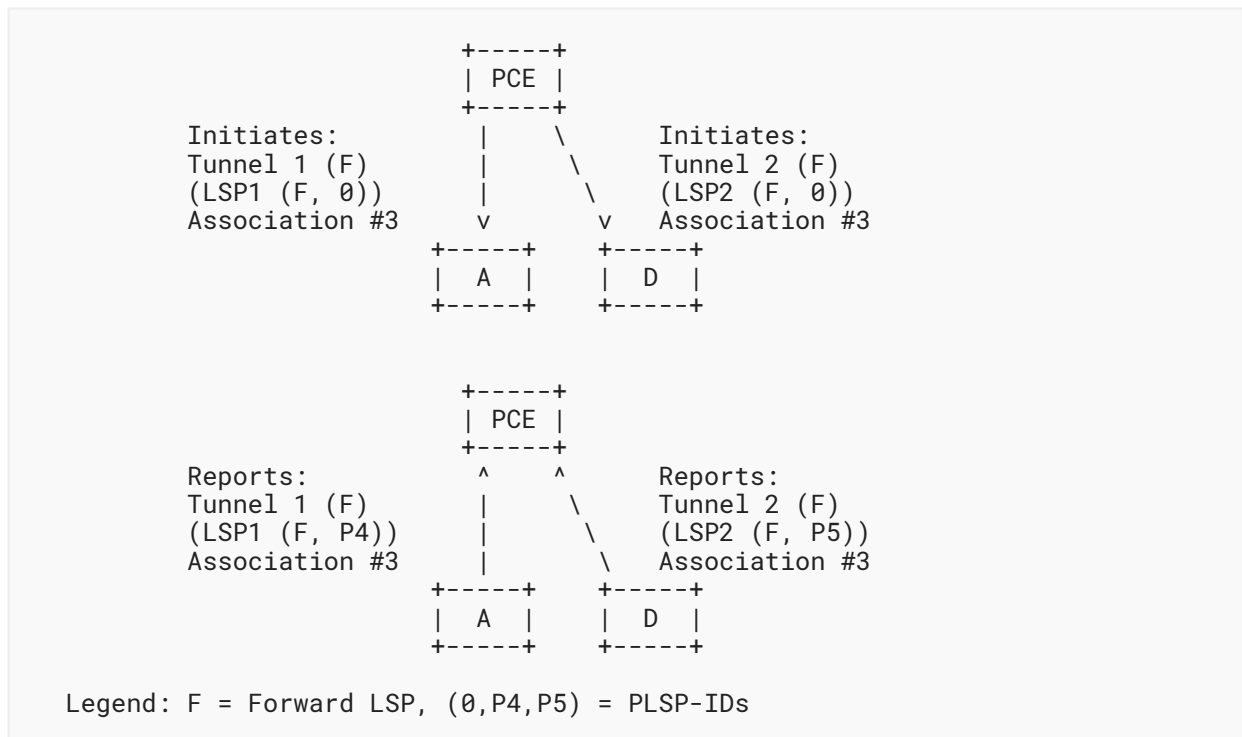 +-----+
                          | PCE |
                          +-----+
        Initiates:         |    \      Initiates:
        Tunnel 1 (F)       |     \     Tunnel 2 (F)
        (LSP1 (F, 0))      |      \    (LSP2 (F, 0))
        Association #3     v       v   Association #3
                        +-----+    +-----+
                        |  A  |    |  D  |
                        +-----+    +-----+

                          +-----+
                          | PCE |
                          +-----+
        Reports:           ^    ^      Reports:
        Tunnel 1 (F)       |     \     Tunnel 2 (F)
        (LSP1 (F, P4))     |      \    (LSP2 (F, P5))
        Association #3     |       \   Association #3
                        +-----+    +-----+
                        |  A  |    |  D  |
                        +-----+    +-----+

Legend: F = Forward LSP, (0,P4,P5) = PLSP-IDs